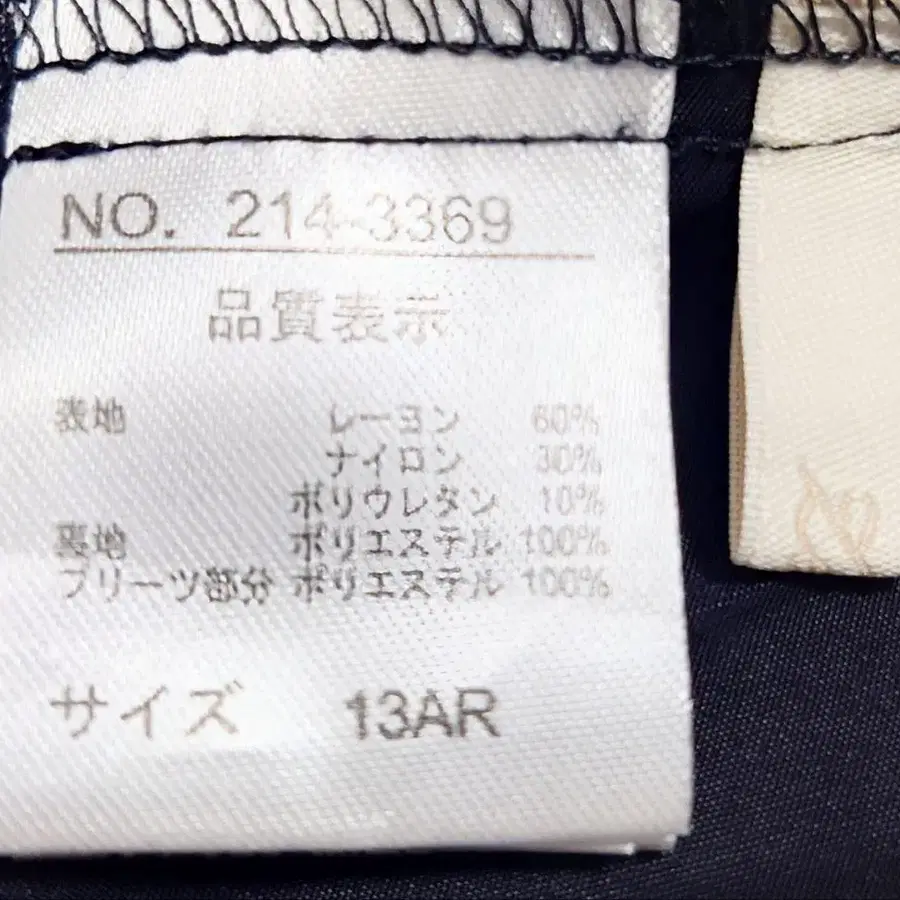 NO. 214-3369
品質表示
表地 レーヨン 60%
ナイロン 30%
ポリウレタン 10%
裏地 ポリエステル 100%
プリーツ部分 ポリエステル 100%
サイズ 13AR